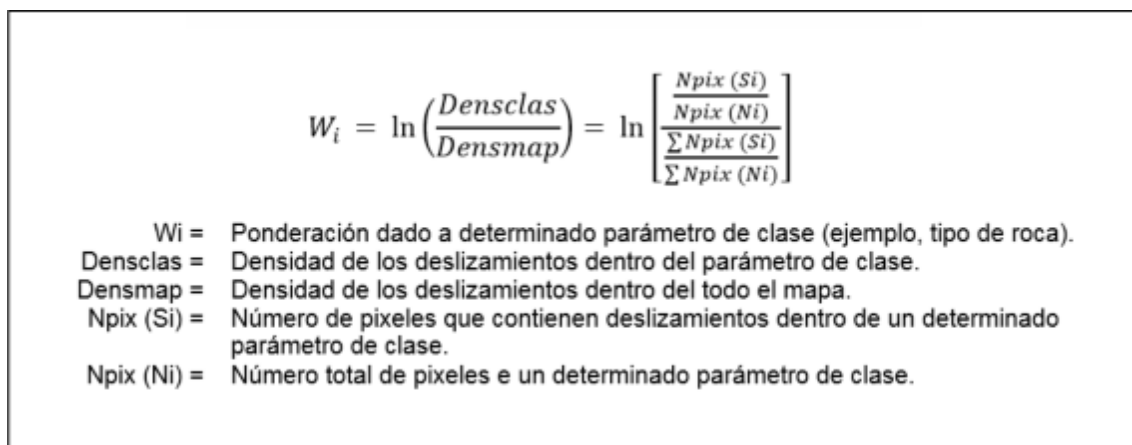 W_i = ln(Densclas/Densmap) = ln[(Npix (Si)/Npix (Ni))/(∑Npix (Si)/∑Npix (Ni))]
Wi = Ponderación dado a determinado parámetro de clase (ejemplo, tipo de roca).
Densclas = Densidad de los deslizamientos dentro del parámetro de clase.
Densmap = Densidad de los deslizamientos dentro del todo el mapa.
Npix (Si) = Número de pixeles que contienen deslizamientos dentro de un determinado
parámetro de clase.
Npix (Ni) = Número total de pixeles e un determinado parámetro de clase.